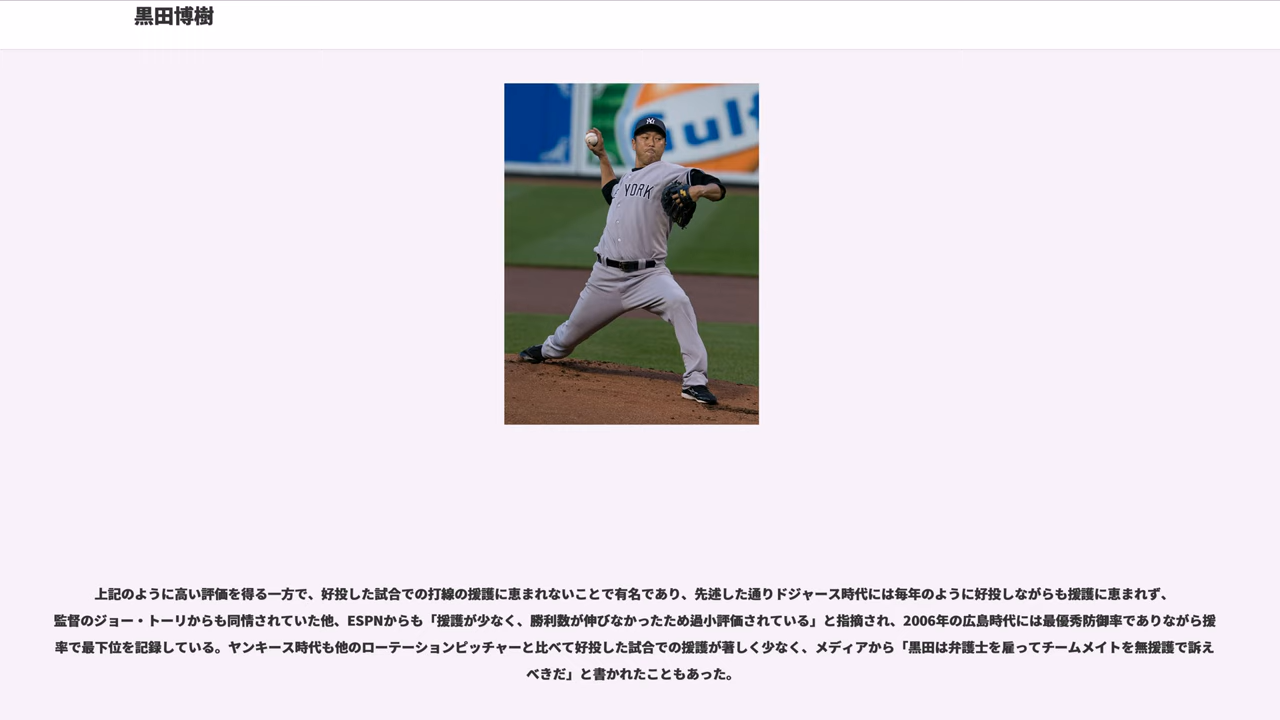 黒田博樹
Gulf
NY
YORK
上記のように高い評価を得る一方で、好投した試合での打線の援護に恵まれないことで有名であり、先述した通りドジャース時代には毎年のように好投しながらも援護に恵まれず、
監督のジョー・トーリからも同情されていた他、ESPNからも「援護が少なく、勝利数が伸びなかったため過小評価されている」と指摘され、2006年の広島時代には最優秀防御率でありながら援
率で最下位を記録している。ヤンキース時代も他のローテーションピッチャーと比べて好投した試合での援護が著しく少なく、メディアから「黒田は弁護士を雇ってチームメイトを無援護で訴え
べきだ」と書かれたこともあった。